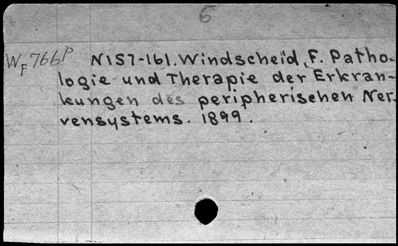 6
WF 766P N157-161. Windscheid, F. Patho-
logie und Therapie der Erkran-
kungen des peripherischen Ner-
vensystems. 1899.